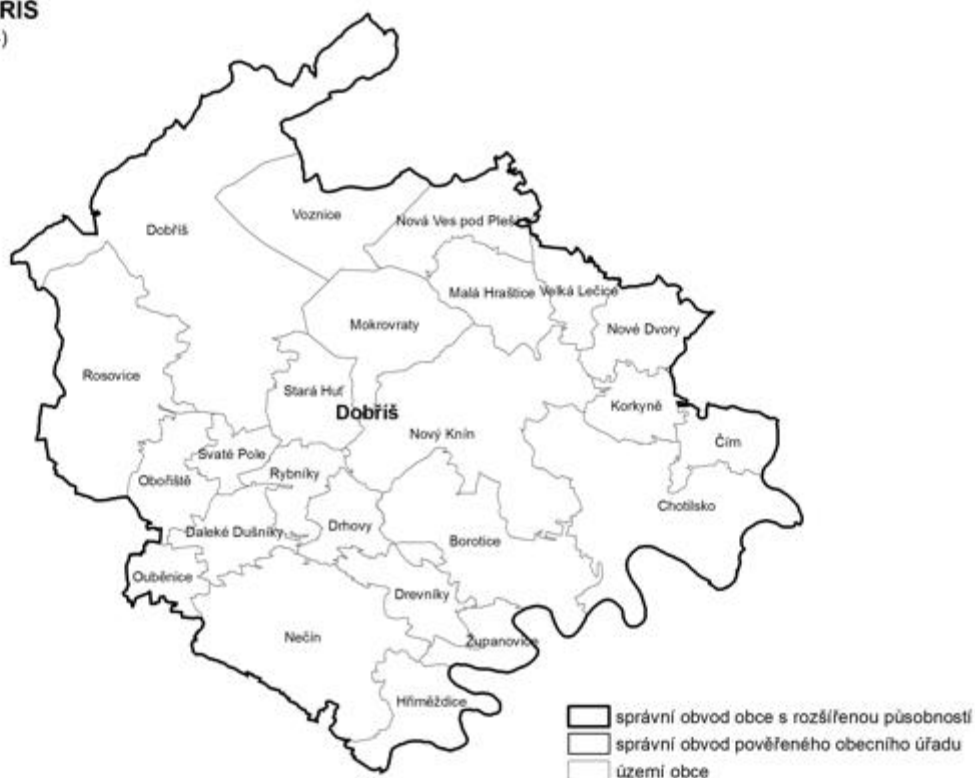 RIS
)
Dobříš
Voznice
Nová Ves pod Pleší
Malá Hraštice
Velká Lečice
Mokrovraty
Nové Dvory
Rosovice
Stará Huť
Dobříš
Korkyně
Nový Knín
Čím
Svaté Pole
Obořiště
Rybníky
Chotilsko
Daleké Dušníky
Drhovy
Borotice
Ouběnice
Drevníky
Nečín
Županovice
Hříměždice
správní obvod obce s rozšířenou působností
správní obvod pověřeného obecního úřadu
území obce